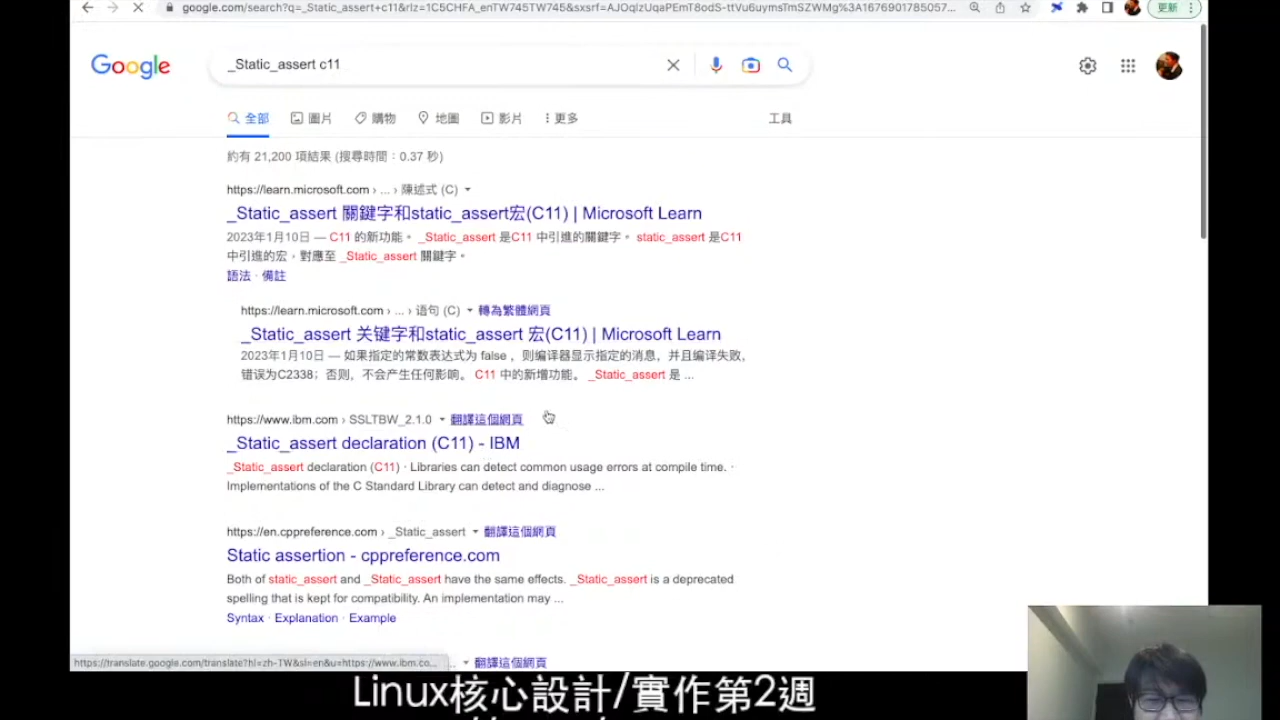 google.com/search?q=_Static_assert+c11&rlz=1C5CHFA_enTW745TW745&sxsrf=AJOqlzUqaPEmT8odS-ttVu6uymsTmSZWMg%3A1676901785057...
更新
Google
_Static_assert c11
全部 圖片 購物 地圖 影片 更多 工具
約有 21,200 項結果 (搜尋時間：0.37 秒)
https://learn.microsoft.com › ... › 陳述式 (C)
_Static_assert 關鍵字和static_assert宏(C11) | Microsoft Learn
2023年1月10日 — C11 的新功能。 _Static_assert 是C11 中引進的關鍵字。 static_assert 是C11
中引進的宏，對應至 _Static_assert 關鍵字。
語法 · 備註
https://learn.microsoft.com › ... › 语句 (C) 轉為繁體網頁
_Static_assert 关键字和static_assert 宏(C11) | Microsoft Learn
2023年1月10日 — 如果指定的常数表达式为 false ，则编译器显示指定的消息，并且编译失败，
错误为C2338；否则，不会产生任何影响。 C11 中的新增功能。 _Static_assert 是 ...
https://www.ibm.com › SSLTBW_2.1.0 翻譯這個網頁
_Static_assert declaration (C11) - IBM
_Static_assert declaration (C11) · Libraries can detect common usage errors at compile time. ·
Implementations of the C Standard Library can detect and diagnose ...
https://en.cppreference.com › _Static_assert 翻譯這個網頁
Static assertion - cppreference.com
Both of static_assert and _Static_assert have the same effects. _Static_assert is a deprecated
spelling that is kept for compatibility. An implementation may ...
Syntax · Explanation · Example
https://translate.google.com/translate?hl=zh-TW&sl=en&u=https://www.ibm.co... ... 翻譯這個網頁
Linux核心設計/實作第2週